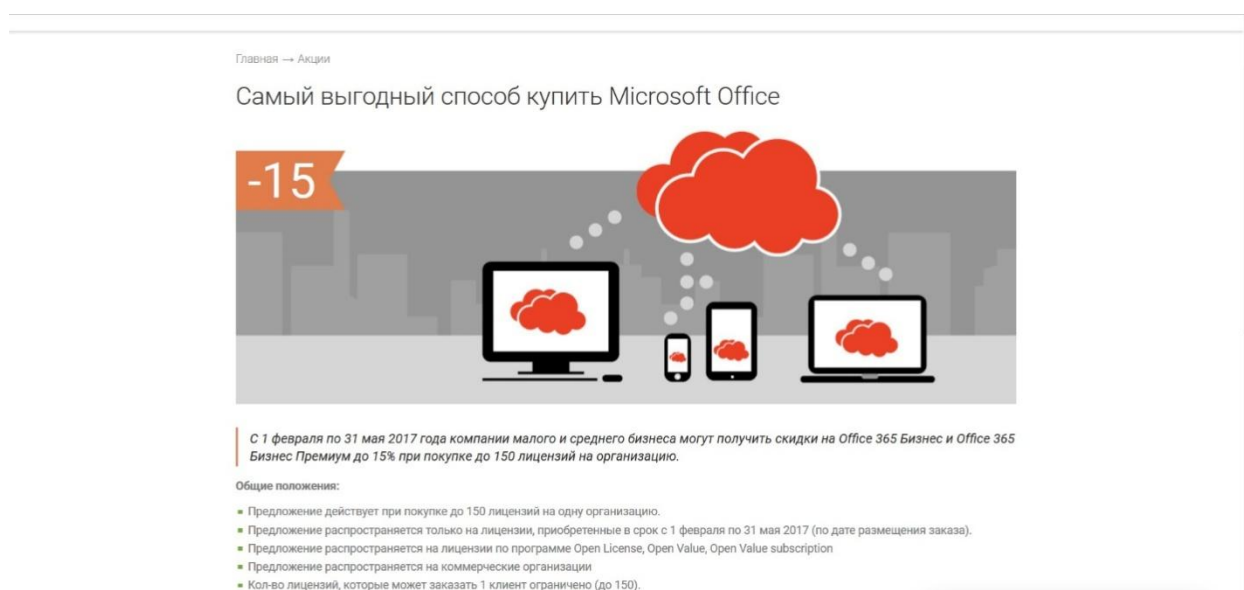 Главная → Акции
Самый выгодный способ купить Microsoft Office
-15
С 1 февраля по 31 мая 2017 года компании малого и среднего бизнеса могут получить скидки на Office 365 Бизнес и Office 365
Бизнес Премиум до 15% при покупке до 150 лицензий на организацию.
Общие положения:
Предложение действует при покупке до 150 лицензий на одну организацию.
Предложение распространяется только на лицензии, приобретенные в срок с 1 февраля по 31 мая 2017 (по дате размещения заказа).
Предложение распространяется на лицензии по программе Open License, Open Value, Open Value subscription
Предложение распространяется на коммерческие организации
Кол-во лицензий, которые может заказать 1 клиент ограничено (до 150).